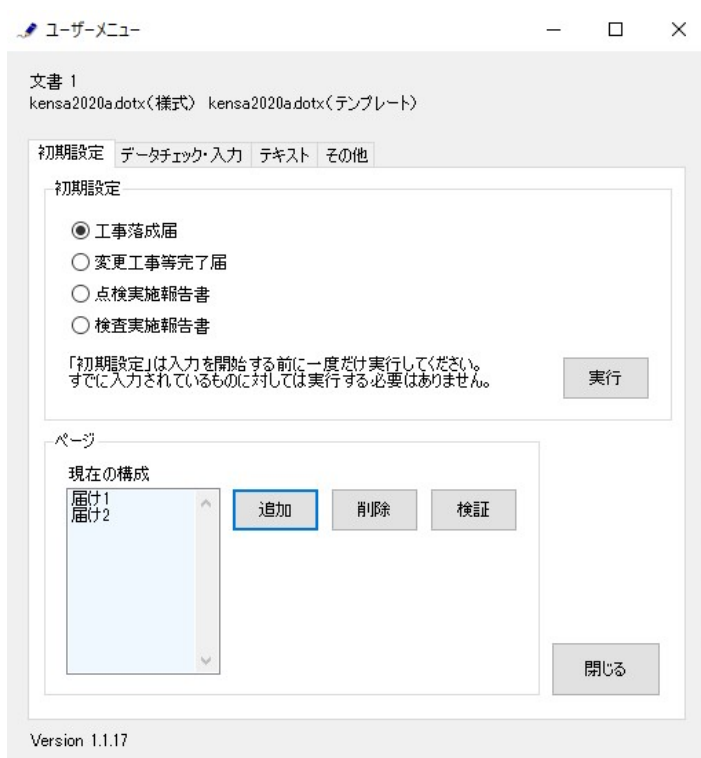 ユーザーメニュー
文書 1
kensa2020a.dotx(様式) kensa2020a.dotx(テンプレート)
初期設定 データチェック・入力 テキスト その他
初期設定
工事落成届
変更工事等完了届
点検実施報告書
検査実施報告書
「初期設定」は入力を開始する前に一度だけ実行してください。
すでに入力されているものに対しては実行する必要はありません。
実行
ページ
現在の構成
届け1
届け2
追加 削除 検証
閉じる
Version 1.1.17